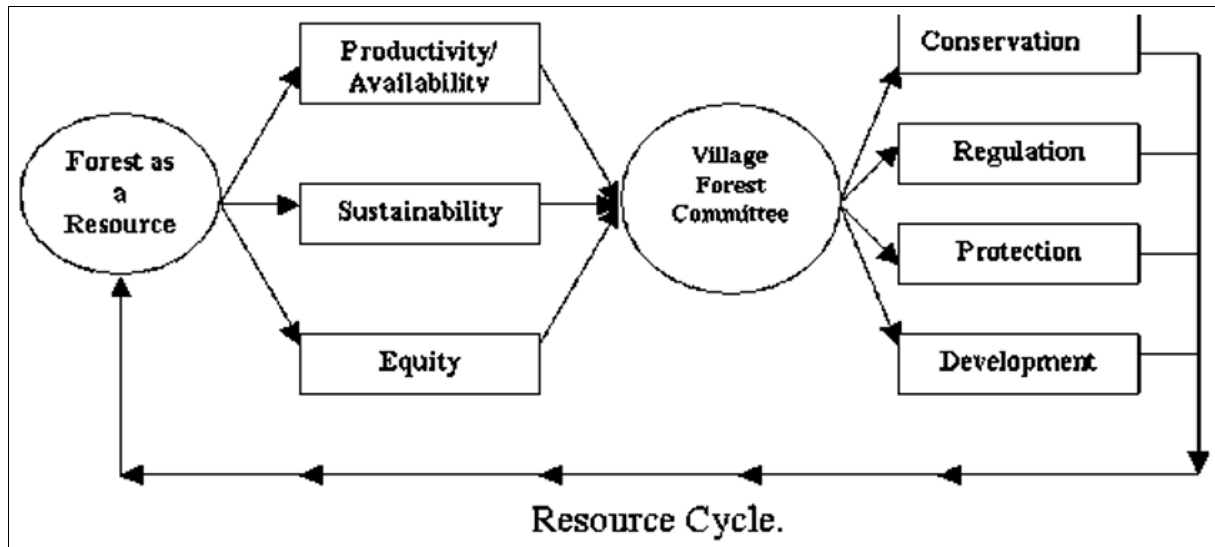 Productivity/
Availability
Conservation
Forest as
a
Resource
Village
Forest
Committee
Regulation
Sustainability
Protection
Equity
Development
Resource Cycle.